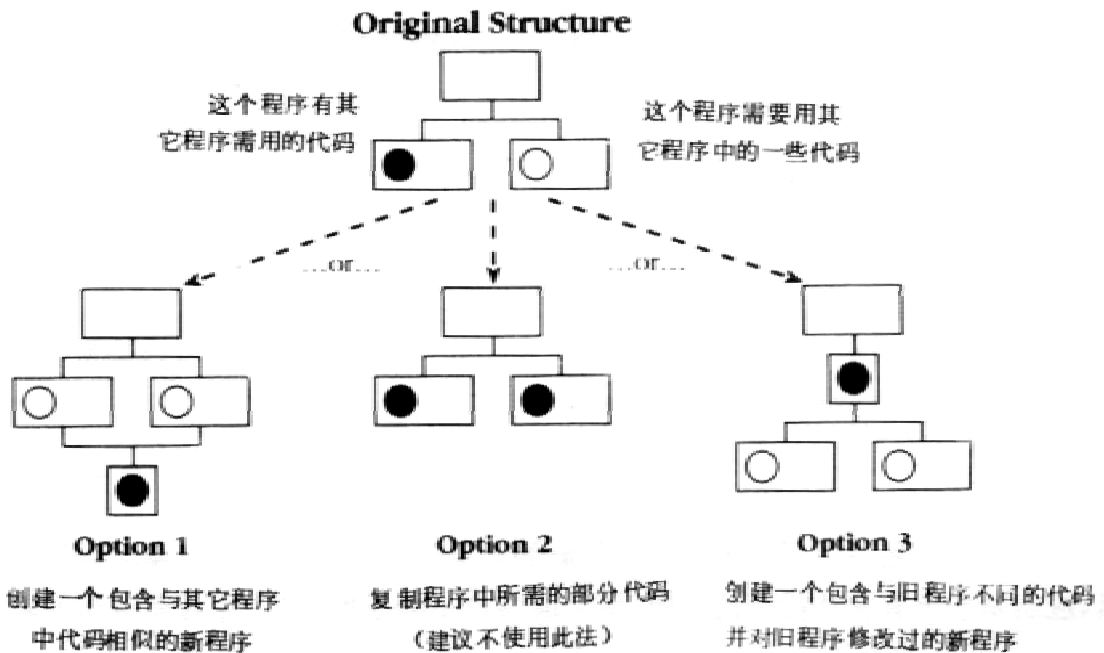 Original Structure
这个程序有其
它程序需用的代码
这个程序需要用其
它程序中的一些代码
....or....
....or....
Option 1
创建一个包含与其它程序
中代码相似的新程序
Option 2
复制程序中所需的部分代码
（建议不使用此法）
Option 3
创建一个包含与旧程序不同的代码
并对旧程序修改过的新程序